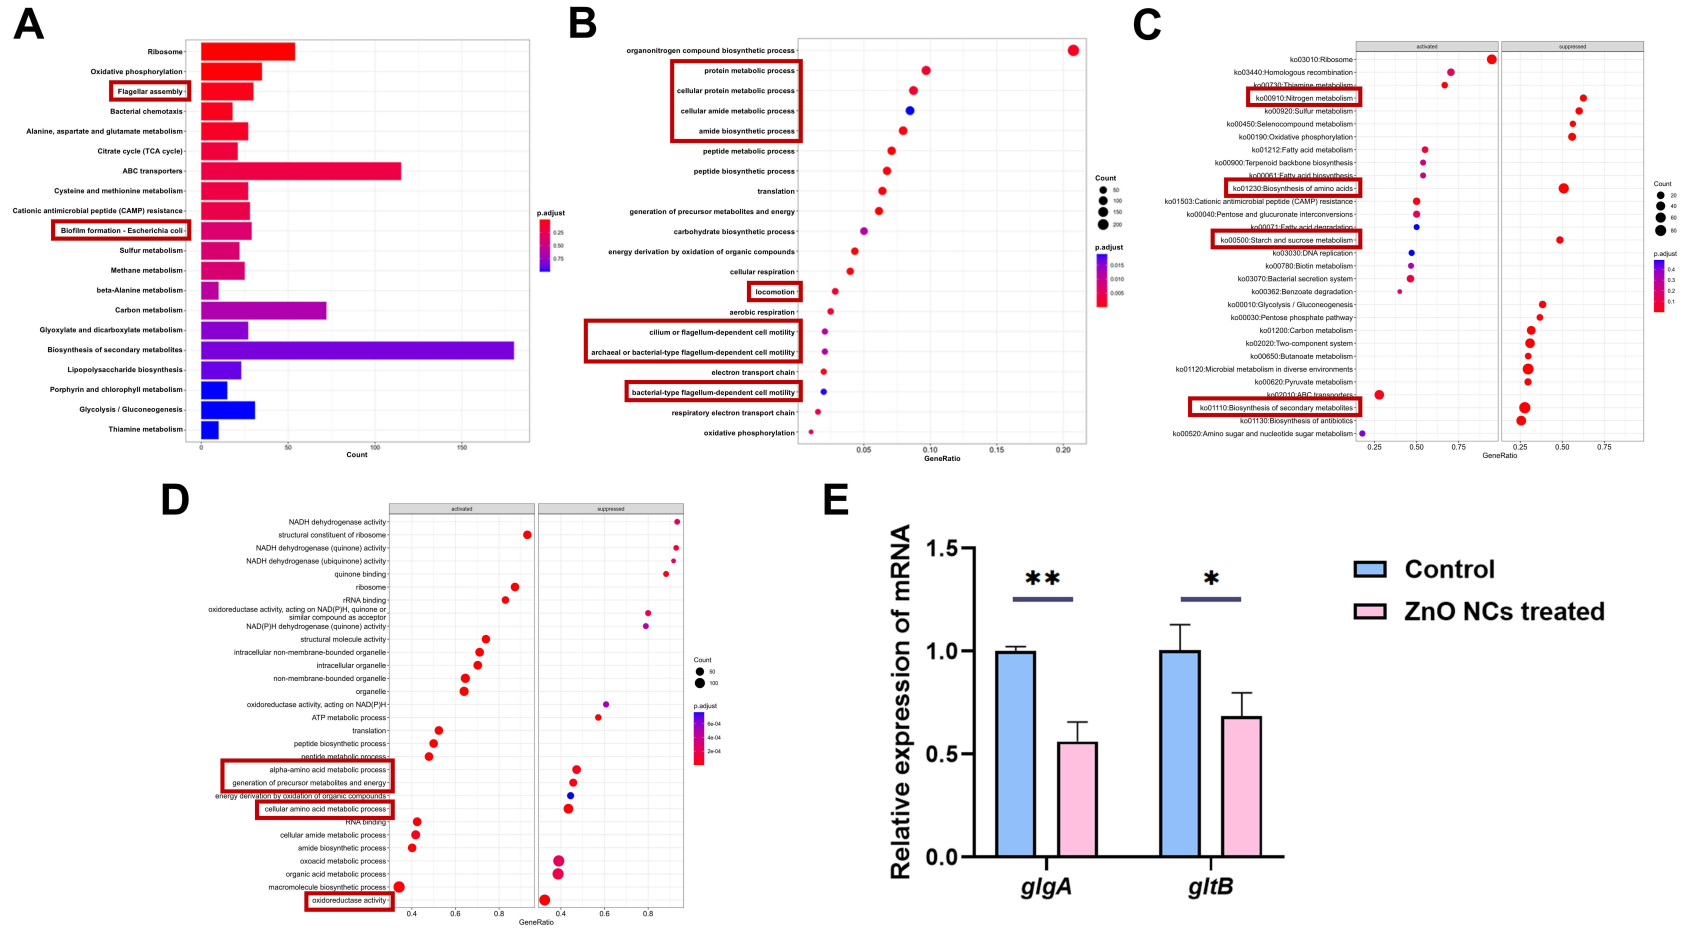 A
Ribosome
Oxidative phosphorylation
Flagellar assembly
Bacterial chemotaxis
Alanine, aspartate and glutamate metabolism
Citrate cycle (TCA cycle)
ABC transporters
Cysteine and methionine metabolism
Cationic antimicrobial peptide (CAMP) resistance
Biofilm formation - Escherichia coli
Sulfur metabolism
Methane metabolism
beta-Alanine metabolism
Carbon metabolism
Glyoxylate and dicarboxylate metabolism
Biosynthesis of secondary metabolites
Lipopolysaccharide biosynthesis
Porphyrin and chlorophyll metabolism
Glycolysis / Gluconeogenesis
Thiamine metabolism
0 50 100 150
Count
p.adjust
0.25
0.50
0.75
B
organonitrogen compound biosynthetic process
protein metabolic process
cellular protein metabolic process
cellular amide metabolic process
amide biosynthetic process
peptide metabolic process
peptide biosynthetic process
translation
generation of precursor metabolites and energy
carbohydrate biosynthetic process
energy derivation by oxidation of organic compounds
cellular respiration
locomotion
aerobic respiration
cilium or flagellum-dependent cell motility
archaeal or bacterial-type flagellum-dependent cell motility
electron transport chain
bacterial-type flagellum-dependent cell motility
respiratory electron transport chain
oxidative phosphorylation
0.05 0.10 0.15 0.20
GeneRatio
Count
50
100
150
200
p.adjust
0.015
0.010
0.005
C
activated suppressed
ko03010:Ribosome
ko03440:Homologous recombination
ko00730:Thiamine metabolism
ko00910:Nitrogen metabolism
ko00920:Sulfur metabolism
ko00450:Selenocompound metabolism
ko00190:Oxidative phosphorylation
ko01212:Fatty acid metabolism
ko00900:Terpenoid backbone biosynthesis
ko00061:Fatty acid biosynthesis
ko01230:Biosynthesis of amino acids
ko01503:Cationic antimicrobial peptide (CAMP) resistance
ko00040:Pentose and glucuronate interconversions
ko00071:Fatty acid degradation
ko00500:Starch and sucrose metabolism
ko03030:DNA replication
ko00780:Biotin metabolism
ko03070:Bacterial secretion system
ko00362:Benzoate degradation
ko00010:Glycolysis / Gluconeogenesis
ko00030:Pentose phosphate pathway
ko01200:Carbon metabolism
ko02020:Two-component system
ko00650:Butanoate metabolism
ko01120:Microbial metabolism in diverse environments
ko00620:Pyruvate metabolism
ko02010:ABC transporters
ko01110:Biosynthesis of secondary metabolites
ko01130:Biosynthesis of antibiotics
ko00520:Amino sugar and nucleotide sugar metabolism
0.25 0.50 0.75 0.25 0.50 0.75
GeneRatio
Count
20
40
60
80
p.adjust
0.4
0.3
0.2
0.1
D
activated suppressed
NADH dehydrogenase activity
structural constituent of ribosome
NADH dehydrogenase (quinone) activity
NADH dehydrogenase (ubiquinone) activity
quinone binding
ribosome
rRNA binding
oxidoreductase activity, acting on NAD(P)H, quinone or
similar compound as acceptor
NAD(P)H dehydrogenase (quinone) activity
structural molecule activity
intracellular non-membrane-bounded organelle
intracellular organelle
non-membrane-bounded organelle
organelle
oxidoreductase activity, acting on NAD(P)H
ATP metabolic process
translation
peptide biosynthetic process
peptide metabolic process
alpha-amino acid metabolic process
generation of precursor metabolites and energy
energy derivation by oxidation of organic compounds
cellular amino acid metabolic process
RNA binding
cellular amide metabolic process
amide biosynthetic process
oxoacid metabolic process
organic acid metabolic process
macromolecule biosynthetic process
oxidoreductase activity
0.4 0.6 0.8 0.4 0.6 0.8
GeneRatio
Count
50
100
p.adjust
6e-04
4e-04
2e-04
E
Relative expression of mRNA
1.5
1.0
0.5
0.0
** *
glgA gltB
Control
ZnO NCs treated